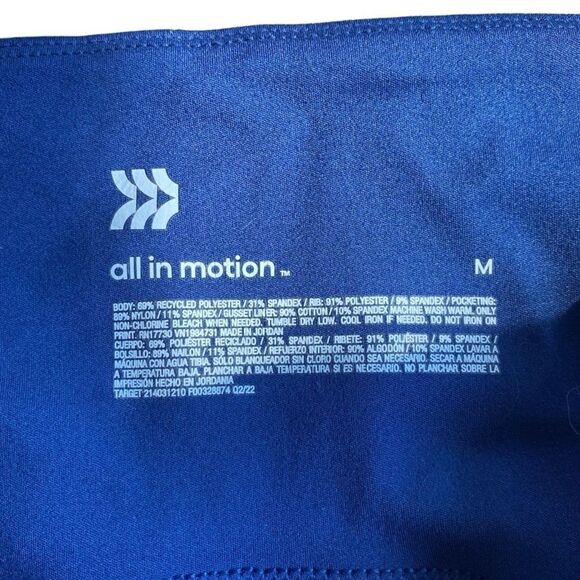 all in motion ™ M
BODY: 69% RECYCLED POLYESTER / 31% SPANDEX / RIB: 91% POLYESTER / 9% SPANDEX / POCKETING:
89% NYLON / 11% SPANDEX / GUSSET LINER: 90% COTTON / 10% SPANDEX MACHINE WASH WARM. ONLY
NON-CHLORINE BLEACH WHEN NEEDED. TUMBLE DRY LOW. COOL IRON IF NEEDED. DO NOT IRON ON
PRINT. RN17730 VN1984731 MADE IN JORDAN
CUERPO: 69% POLIÉSTER RECICLADO / 31% SPANDEX / RIBETE: 91% POLIÉSTER / 9% SPANDEX /
BOLSILLO: 89% NAILON / 11% SPANDEX / REFUERZO INTERIOR: 90% ALGODÓN / 10% SPANDEX LAVAR A
MÁQUINA CON AGUA TIBIA. SOLO BLANQUEADOR SIN CLORO CUANDO SEA NECESARIO. SECAR A MÁQUINA
A TEMPERATURA BAJA. PLANCHAR A BAJA TEMPERATURA SI ES NECESARIO. NO PLANCHAR SOBRE LA
IMPRESIÓN HECHO EN JORDANIA
TARGET 214031210 F00328874 Q2/22